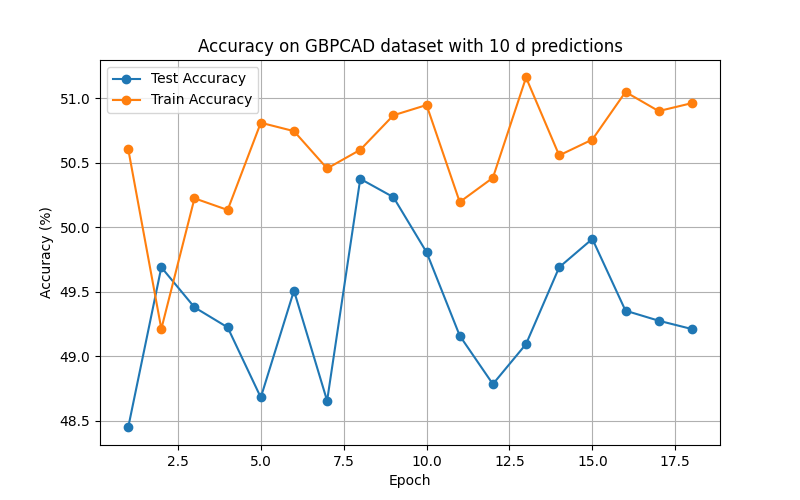 Accuracy on GBPCAD dataset with 10 d predictions
Test Accuracy
Train Accuracy
51.0
50.5
50.0
49.5
49.0
48.5
2.5 5.0 7.5 10.0 12.5 15.0 17.5
Accuracy (%)
Epoch